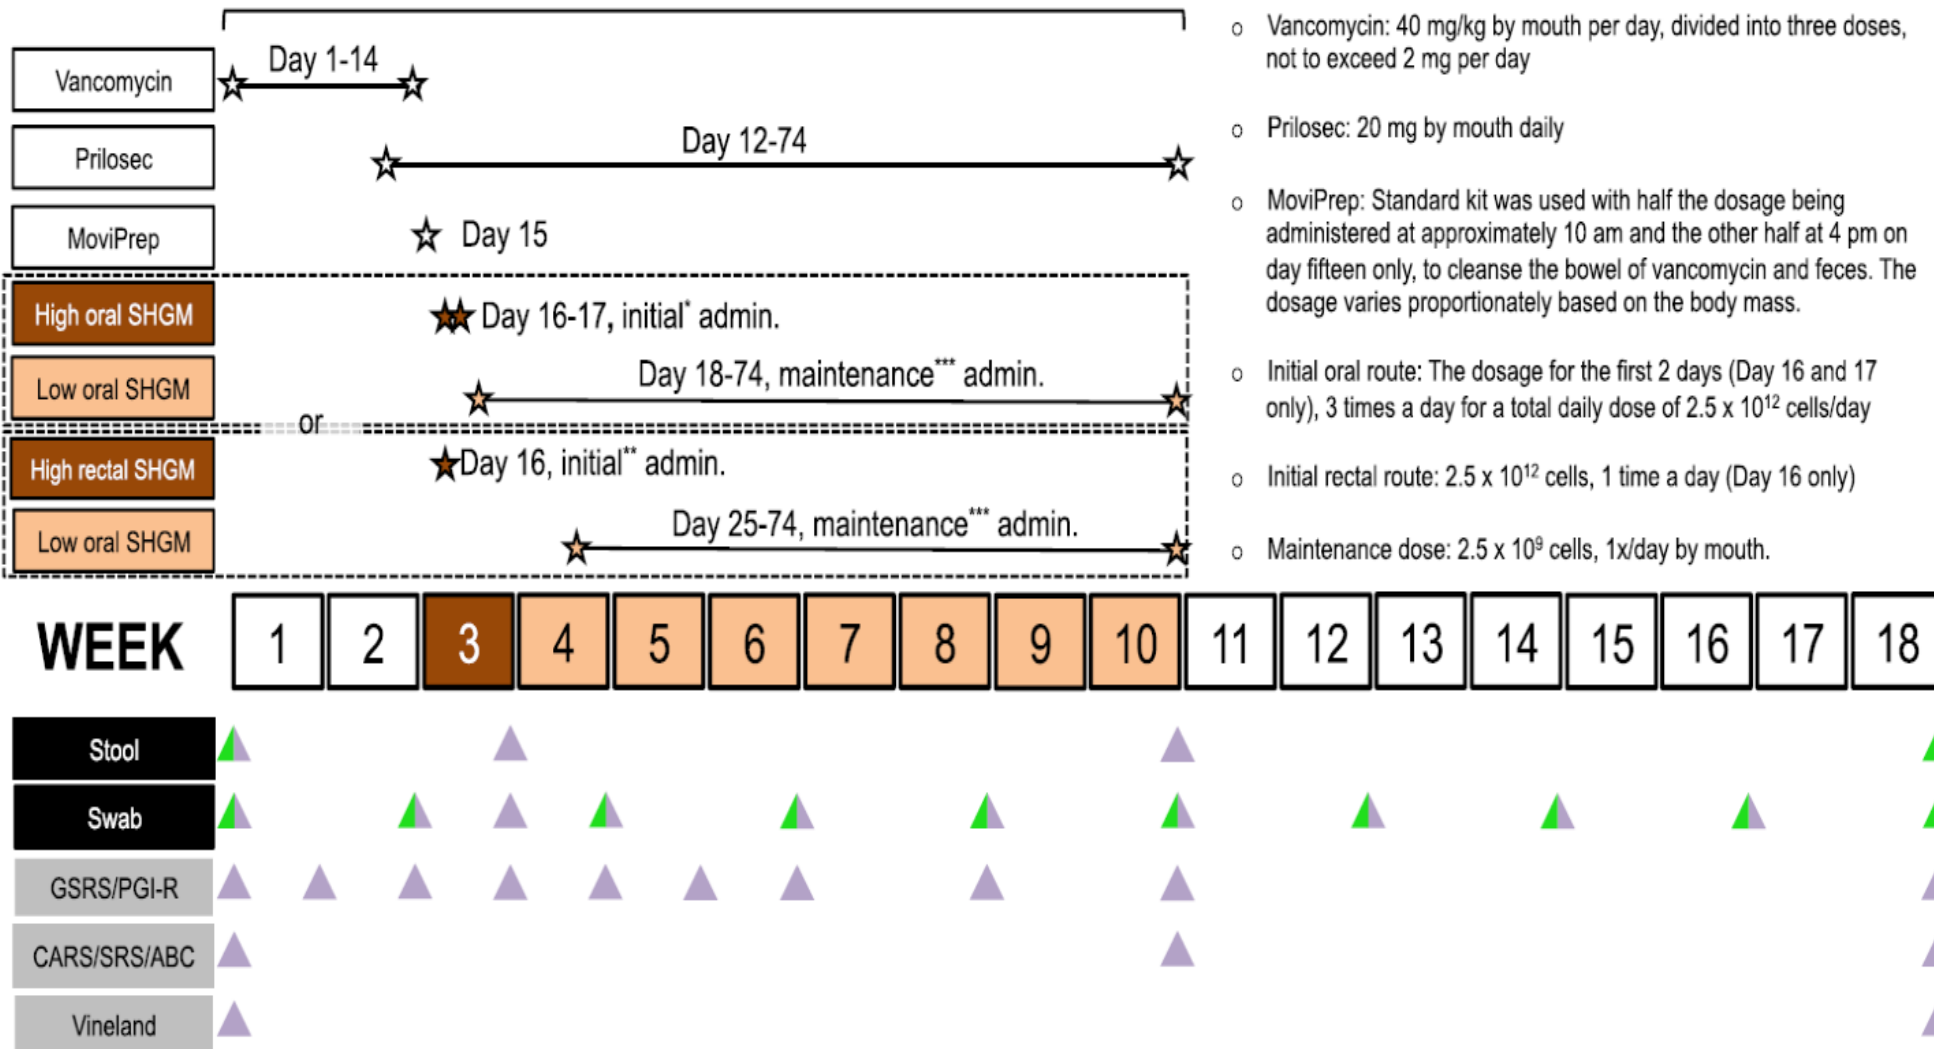 Vancomycin
Day 1-14
Prilosec
Day 12-74
MoviPrep
Day 15
High oral SHGM
Day 16-17, initial* admin.
Low oral SHGM
Day 18-74, maintenance*** admin.
or
High rectal SHGM
Day 16, initial** admin.
Low oral SHGM
Day 25-74, maintenance*** admin.
o Vancomycin: 40 mg/kg by mouth per day, divided into three doses,
not to exceed 2 mg per day
o Prilosec: 20 mg by mouth daily
o MoviPrep: Standard kit was used with half the dosage being
administered at approximately 10 am and the other half at 4 pm on
day fifteen only, to cleanse the bowel of vancomycin and feces. The
dosage varies proportionately based on the body mass.
o Initial oral route: The dosage for the first 2 days (Day 16 and 17
only), 3 times a day for a total daily dose of 2.5 x 10¹² cells/day
o Initial rectal route: 2.5 x 10¹² cells, 1 time a day (Day 16 only)
o Maintenance dose: 2.5 x 10⁹ cells, 1x/day by mouth.
WEEK 1 2 3 4 5 6 7 8 9 10 11 12 13 14 15 16 17 18
Stool
Swab
GSRS/PGI-R
CARS/SRS/ABC
Vineland